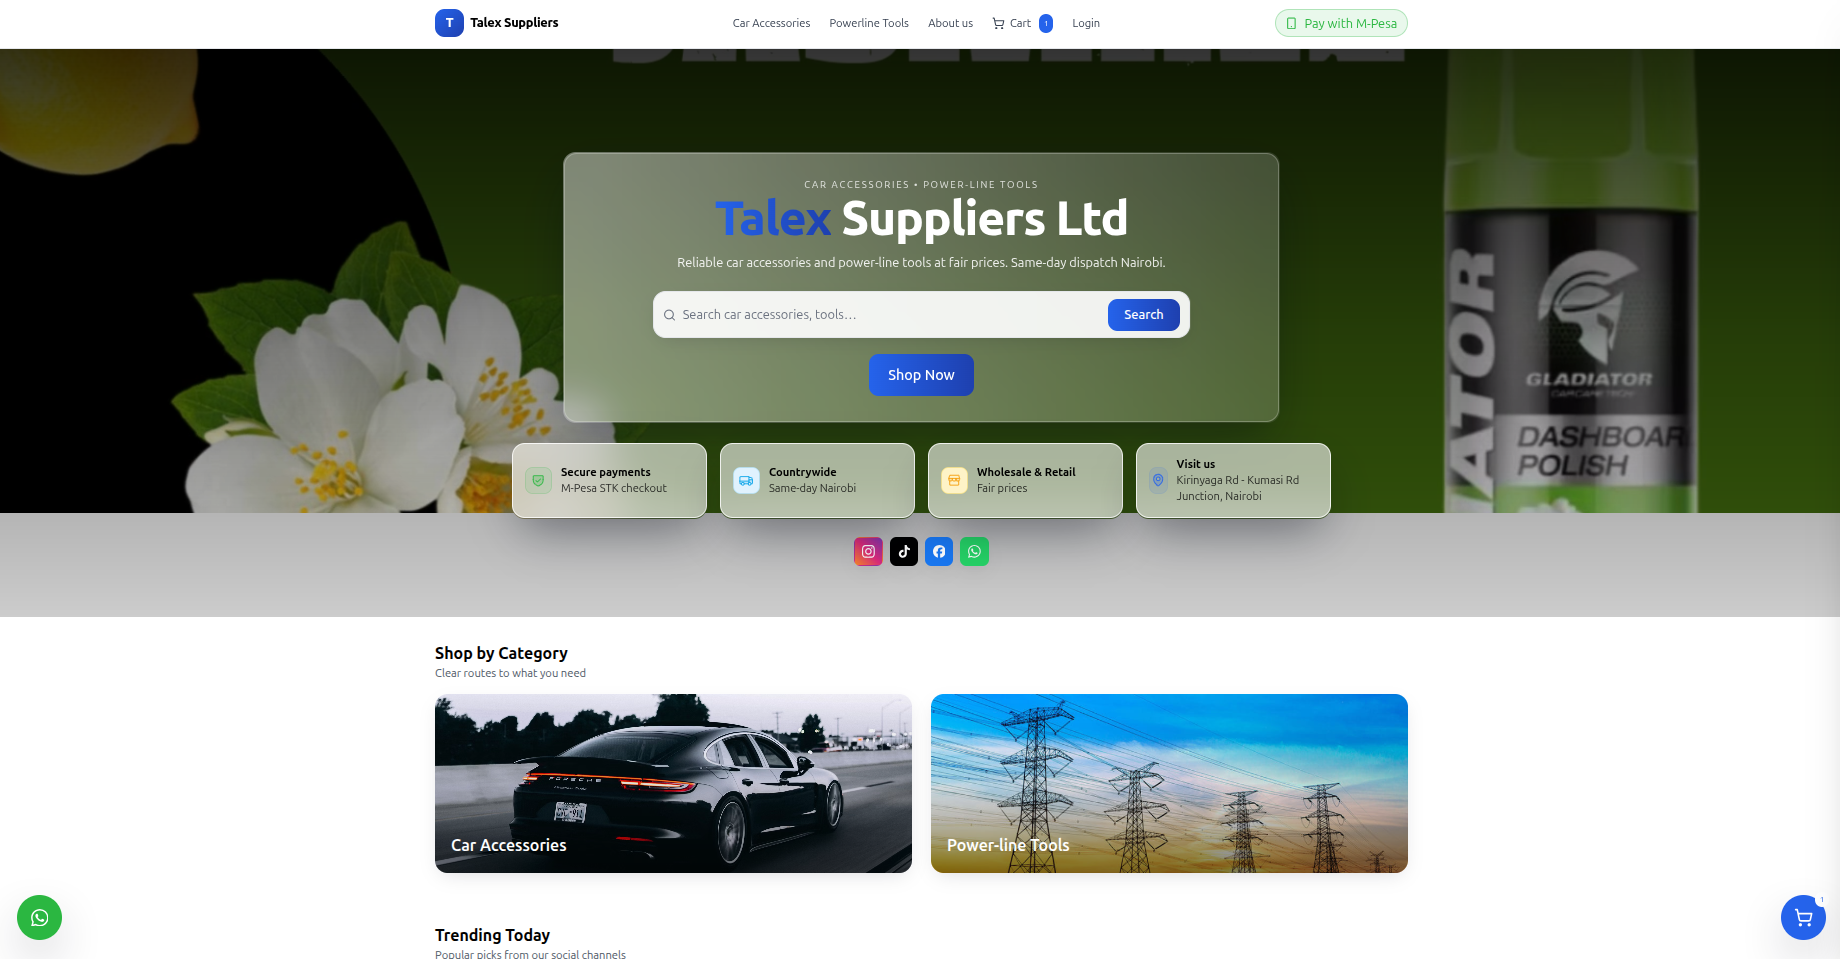 T Talex Suppliers
Car Accessories Powerline Tools About us Cart 1 Login
Pay with M-Pesa
CAR ACCESSORIES • POWER-LINE TOOLS
Talex Suppliers Ltd
Reliable car accessories and power-line tools at fair prices. Same-day dispatch Nairobi.
Search car accessories, tools...
Search
Shop Now
ATOR
GLADIATOR
DASHBOAR
POLISH
Secure payments
M-Pesa STK checkout
Countrywide
Same-day Nairobi
Wholesale & Retail
Fair prices
Visit us
Kirinyaga Rd - Kumasi Rd
Junction, Nairobi
Shop by Category
Clear routes to what you need
PORSCHE
Car Accessories
Power-line Tools
1
Trending Today
Popular picks from our social channels